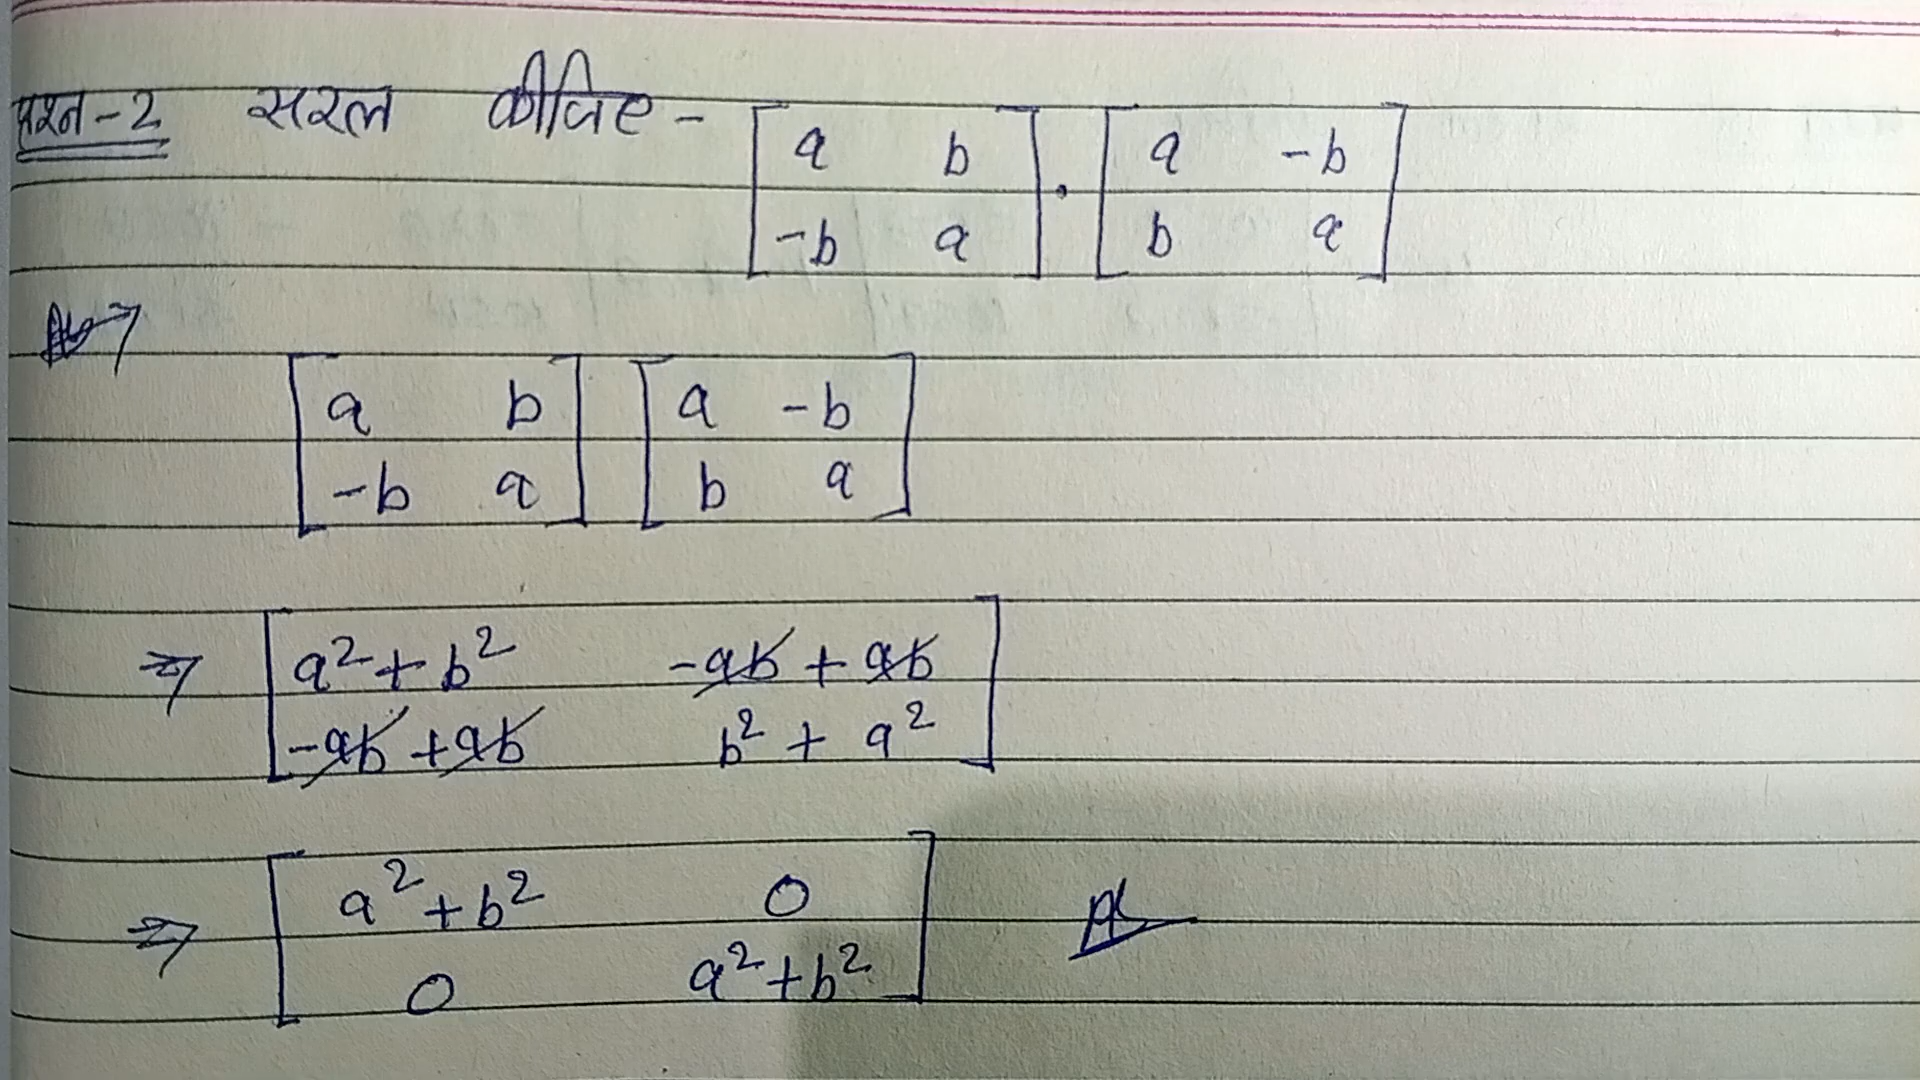 प्रश्न-2 सरल कीजिए - [a b] . [a -b]
[-b a] [b a]
[a b] [a -b]
[-b a] [b a]
⇒ [a² + b² -ab + ab]
[-ab + ab b² + a²]
⇒ [a² + b² 0]
[0 a² + b²]